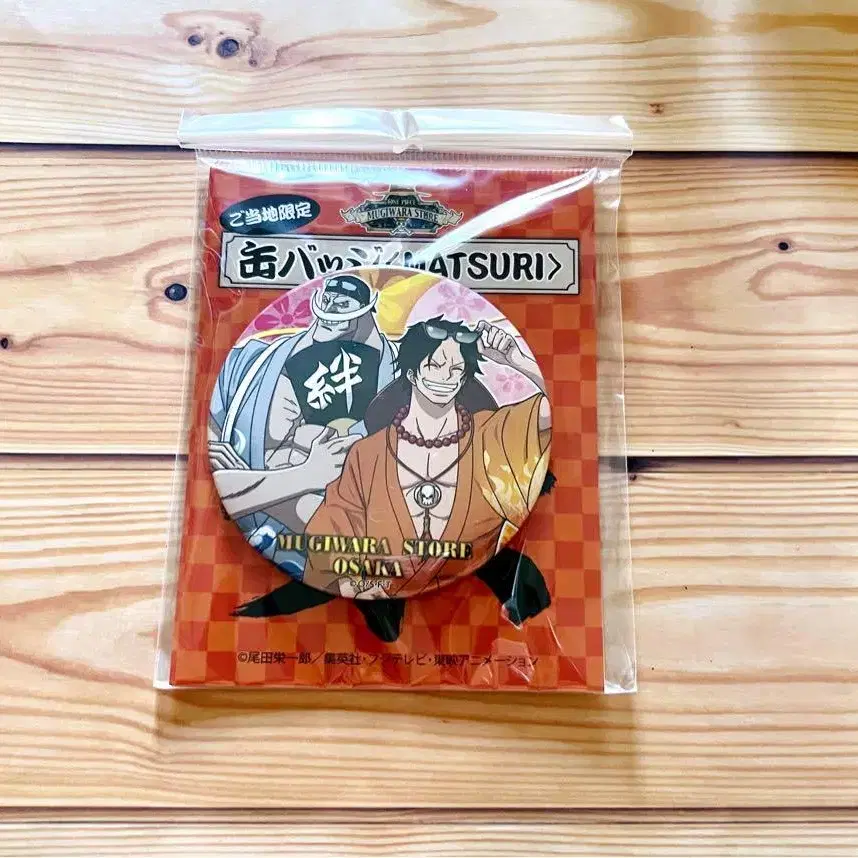 ご当地限定
ONE PIECE
MUGIWARA STORE
缶バッジ<MATSURI>
絆
MUGIWARA STORE
OSAKA
©尾田栄一郎/集英社・フジテレビ・東映アニメーション